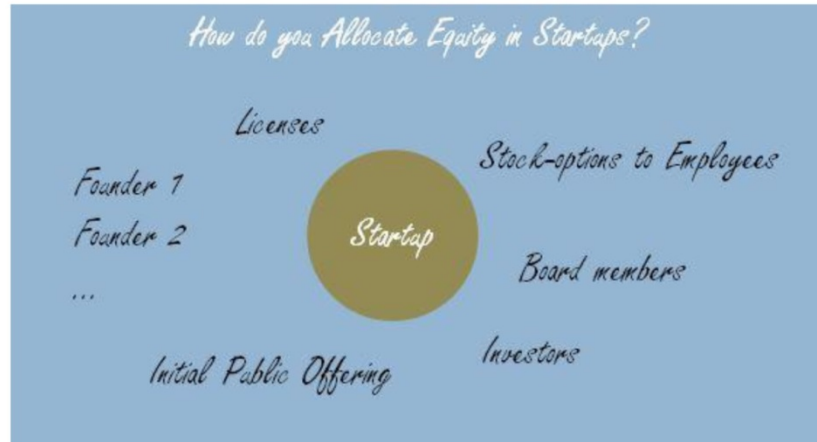 How do you Allocate Equity in Startups?
Licenses
Stock-options to Employees
Founder 1
Founder 2
...
Startup
Board members
Investors
Initial Public Offering